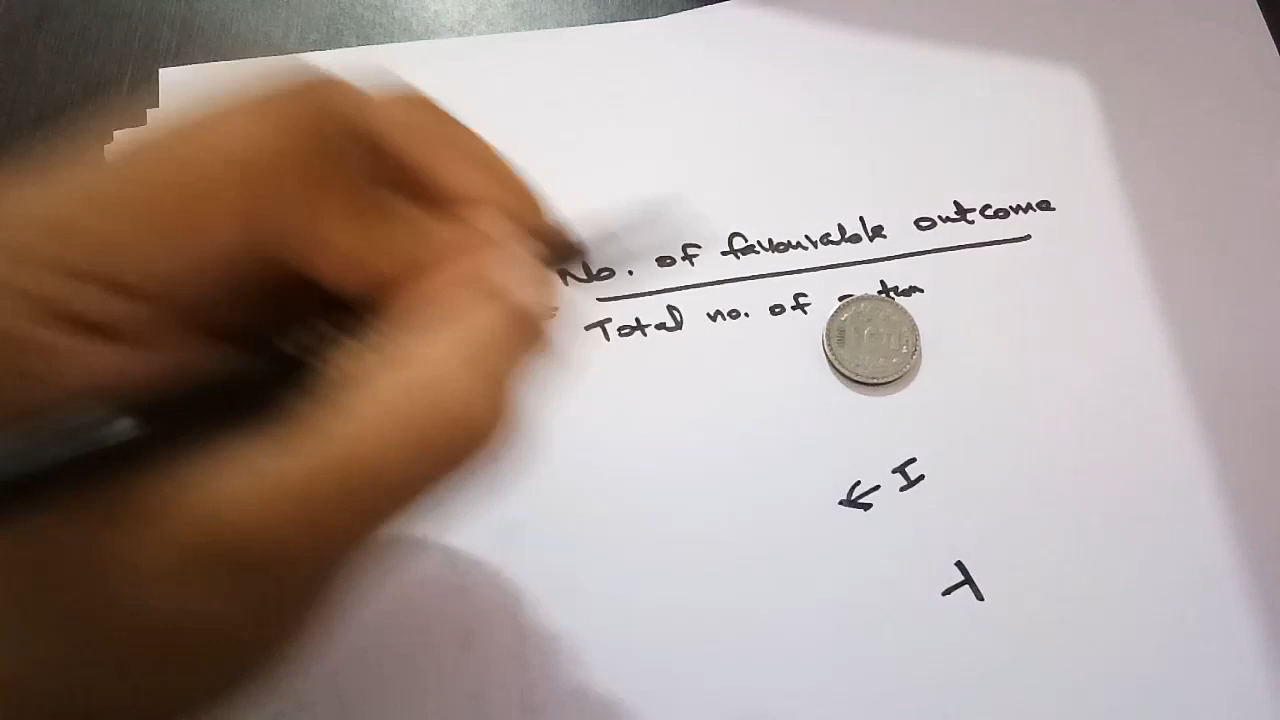 No. of favourable outcome
Total no. of
← H
T